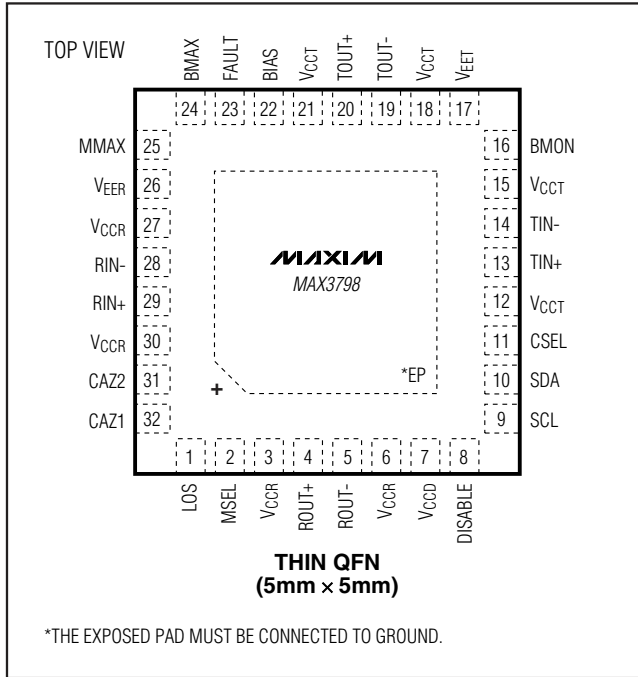 TOP VIEW
BMAX
FAULT
BIAS
VCCT
TOUT+
TOUT-
VCCT
VEET
24 23 22 21 20 19 18 17
MMAX 25
VEER 26
VCCR 27
RIN- 28
RIN+ 29
VCCR 30
CAZ2 31
CAZ1 32
16 BMON
15 VCCT
14 TIN-
13 TIN+
12 VCCT
11 CSEL
10 SDA
9 SCL
MAXIM
MAX3798
*EP
+
1 2 3 4 5 6 7 8
LOS
MSEL
VCCR
ROUT+
ROUT-
VCCR
VCCD
DISABLE
THIN QFN
(5mm × 5mm)
*THE EXPOSED PAD MUST BE CONNECTED TO GROUND.